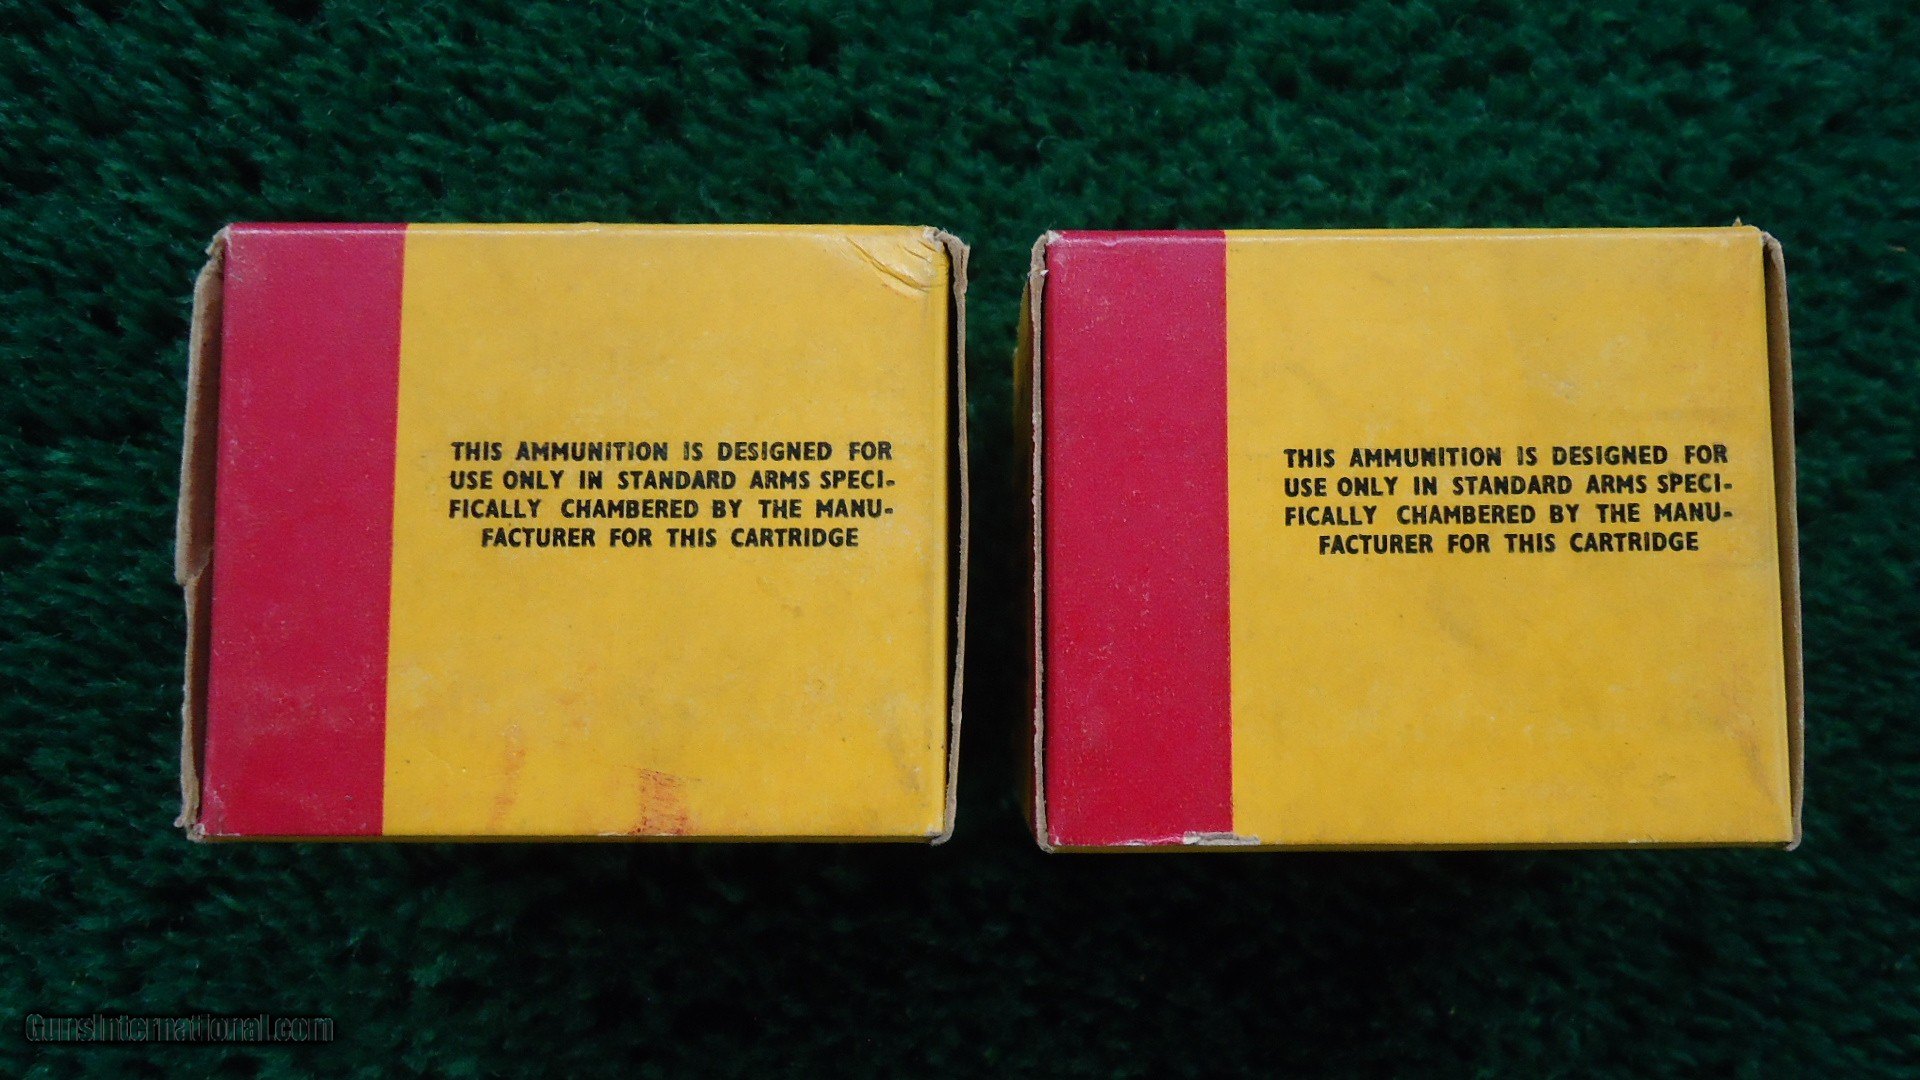 THIS AMMUNITION IS DESIGNED FOR
USE ONLY IN STANDARD ARMS SPECI-
FICALLY CHAMBERED BY THE MANU-
FACTURER FOR THIS CARTRIDGE
THIS AMMUNITION IS DESIGNED FOR
USE ONLY IN STANDARD ARMS SPECI-
FICALLY CHAMBERED BY THE MANU-
FACTURER FOR THIS CARTRIDGE
GunsInternational.com